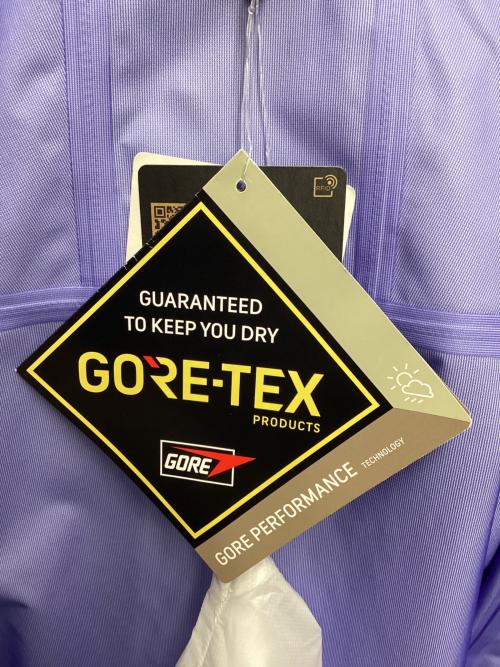 RFID
GUARANTEED
TO KEEP YOU DRY
GORE-TEX
PRODUCTS
GORE
GORE PERFORMANCE TECHNOLOGY